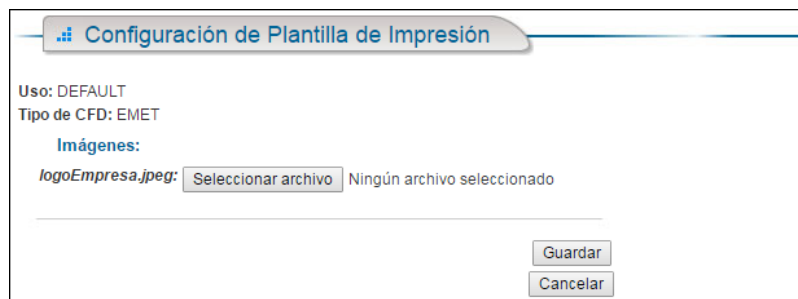 Configuración de Plantilla de Impresión
Uso: DEFAULT
Tipo de CFD: EMET
Imágenes:
logoEmpresa.jpeg: Seleccionar archivo Ningún archivo seleccionado
Guardar
Cancelar